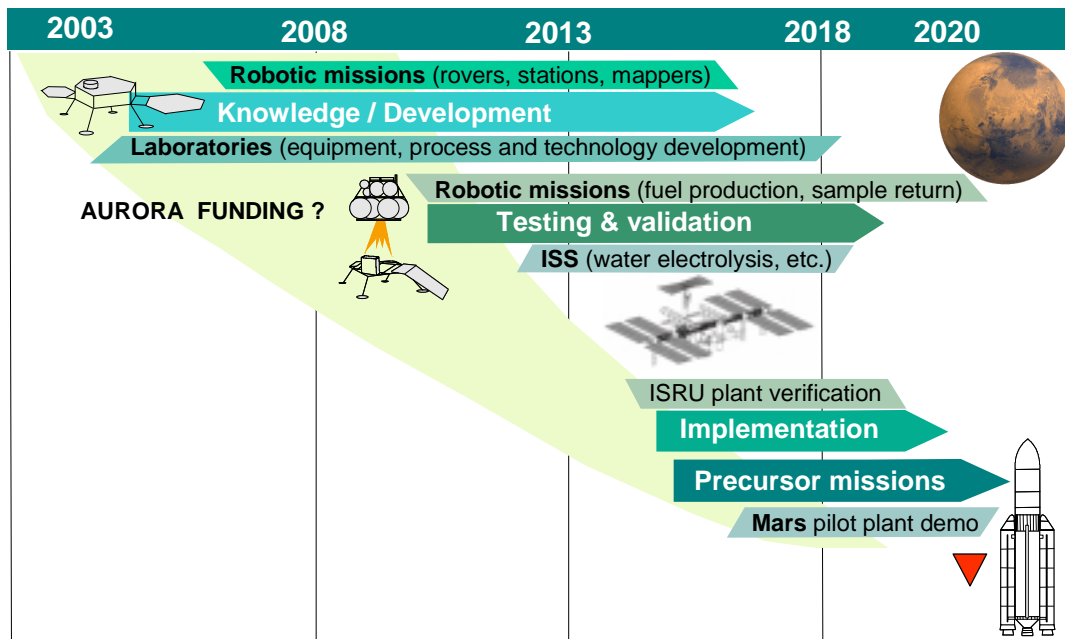 2003 2008 2013 2018 2020
Robotic missions (rovers, stations, mappers)
Knowledge / Development
Laboratories (equipment, process and technology development)
Robotic missions (fuel production, sample return)
AURORA FUNDING ?
Testing & validation
ISS (water electrolysis, etc.)
ISRU plant verification
Implementation
Precursor missions
Mars pilot plant demo